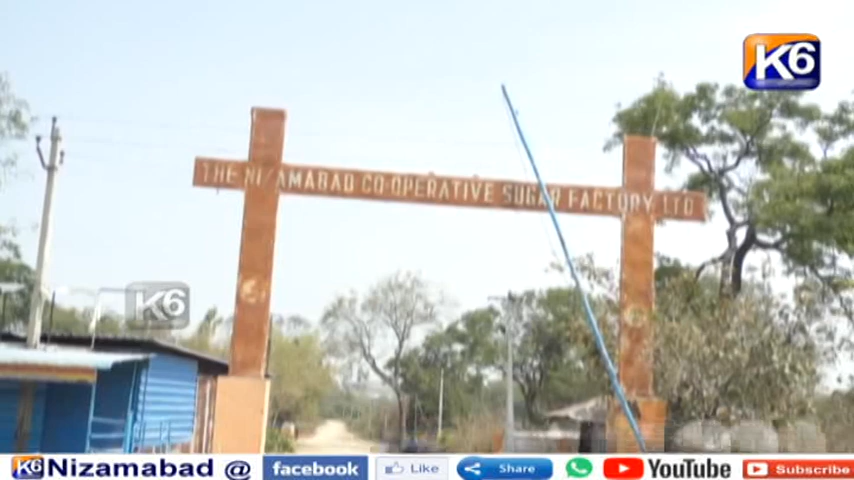 K6
THE NIZAMABAD CO-OPERATIVE SUGAR FACTORY LTD
K6
K6 Nizamabad @ facebook Like Share YouTube Subscribe